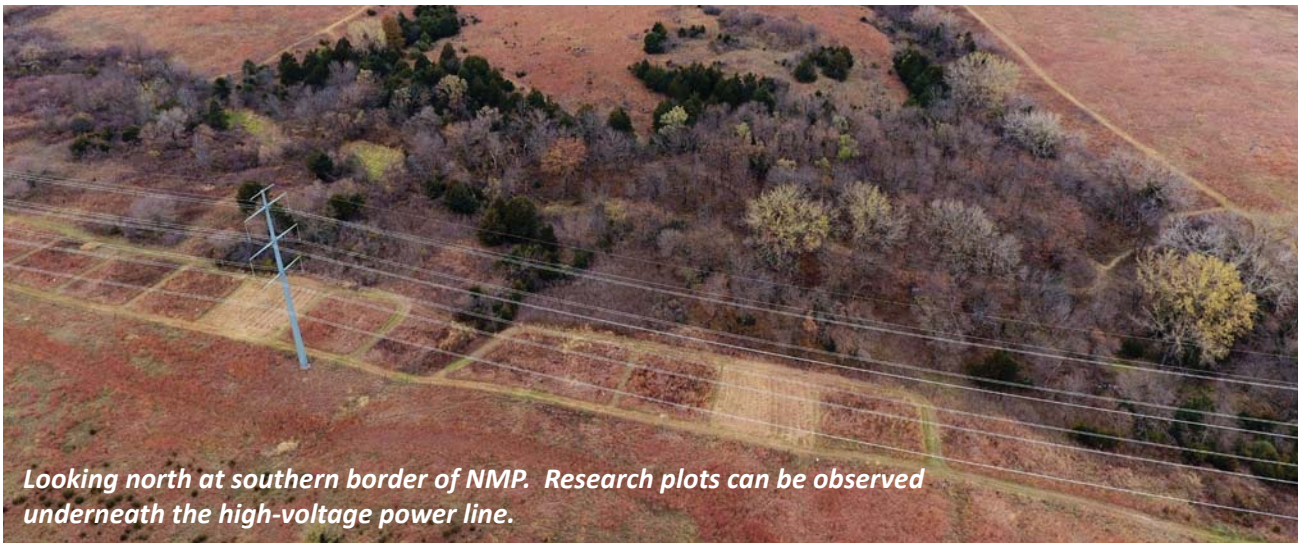 Looking north at southern border of NMP.  Research plots can be observed
underneath the high-voltage power line.